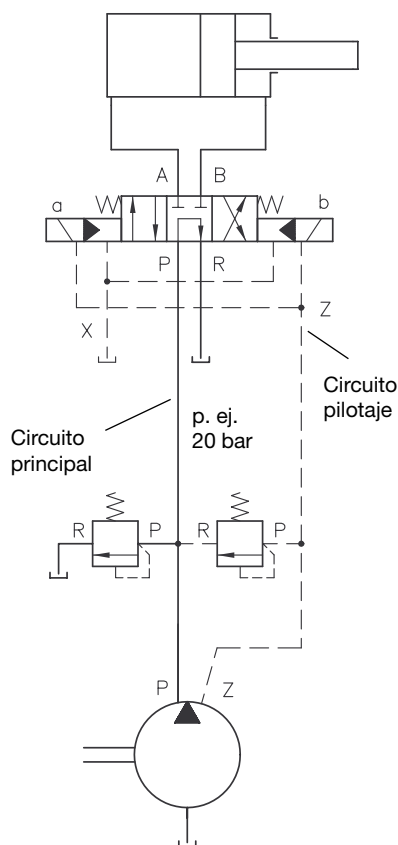 A B
a
b
P R
Z
X
Circuito
pilotaje
Circuito
principal
p. ej.
20 bar
R P
R P
P Z